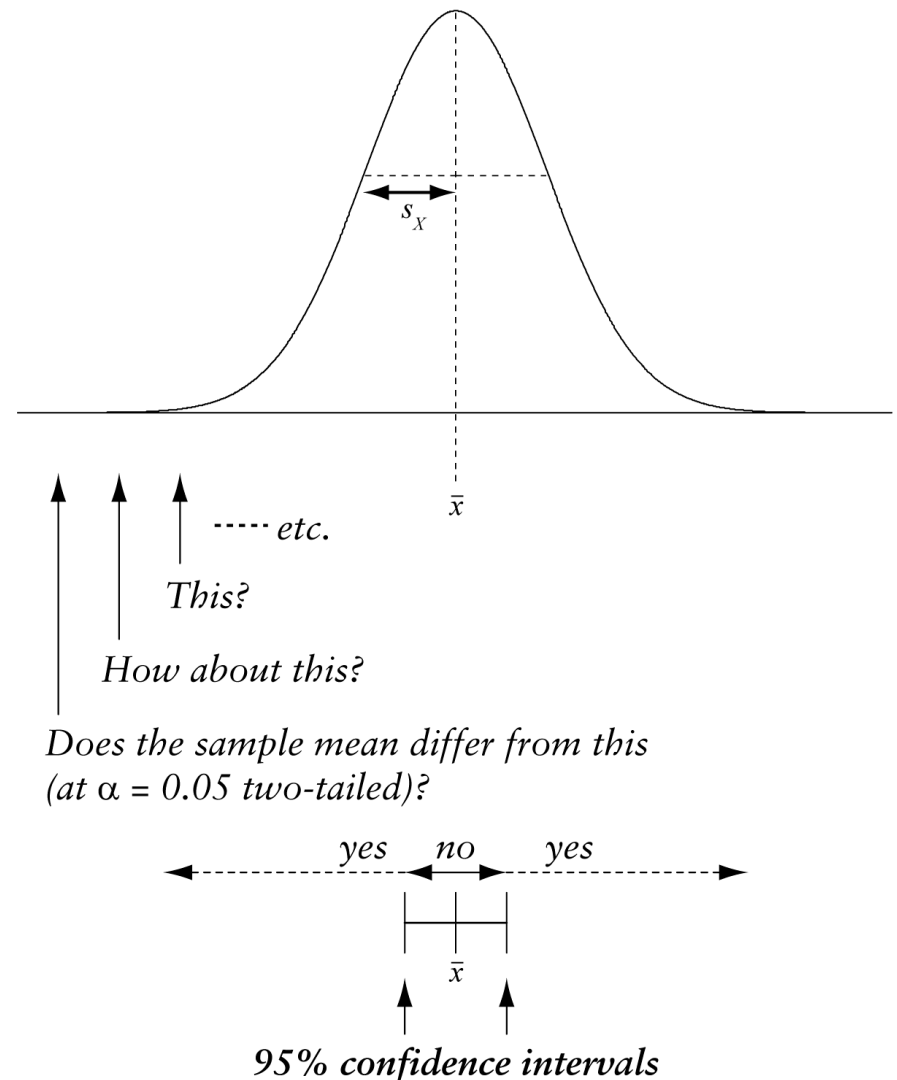 s_X
x̄
----- etc.
This?
How about this?
Does the sample mean differ from this
(at α = 0.05 two-tailed)?
yes no yes
x̄
95% confidence intervals